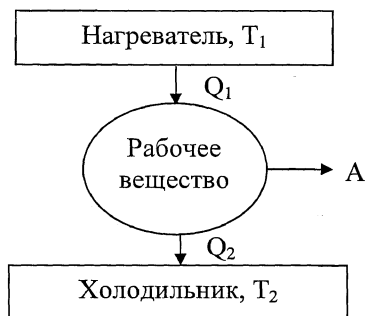 Нагреватель, T₁
Q₁
Рабочее
вещество
A
Q₂
Холодильник, T₂